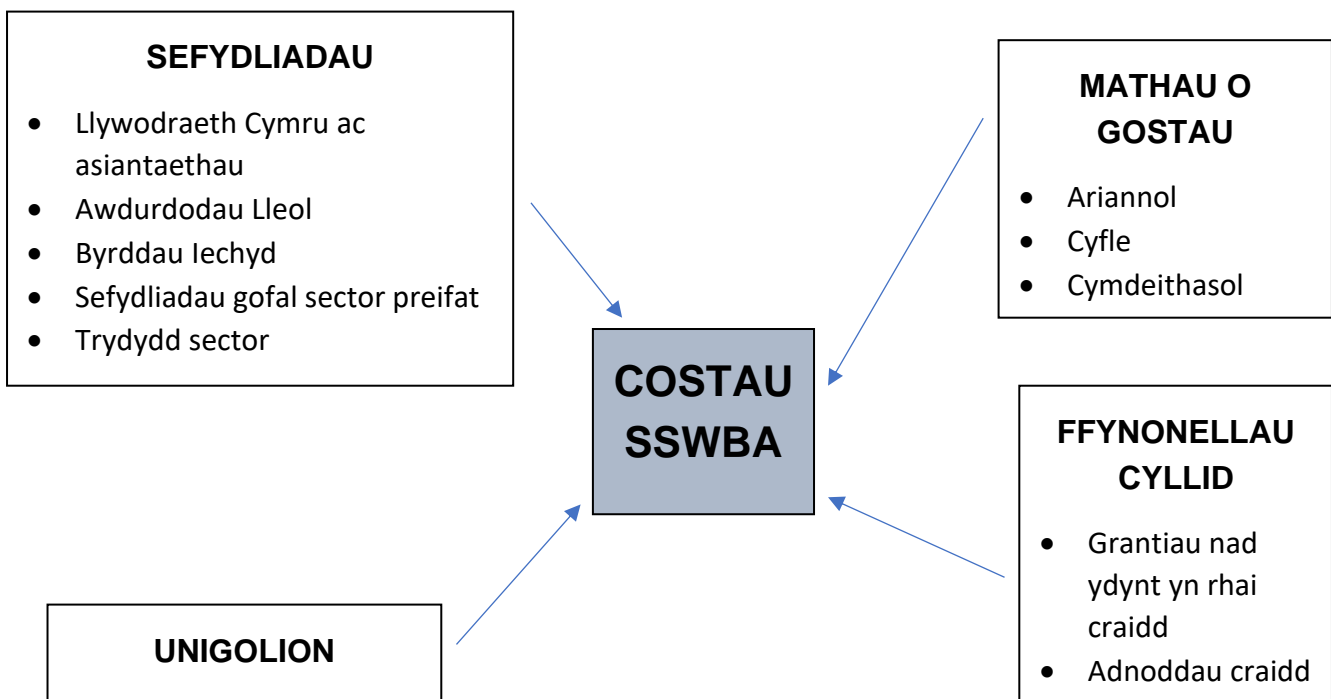 SEFYDLIADAU
• Llywodraeth Cymru ac
asiantaethau
• Awdurdodau Lleol
• Byrddau Iechyd
• Sefydliadau gofal sector preifat
• Trydydd sector
MATHAU O
GOSTAU
• Ariannol
• Cyfle
• Cymdeithasol
COSTAU
SSWBA
FFYNONELLAU
CYLLID
• Grantiau nad
ydynt yn rhai
craidd
• Adnoddau craidd
UNIGOLION